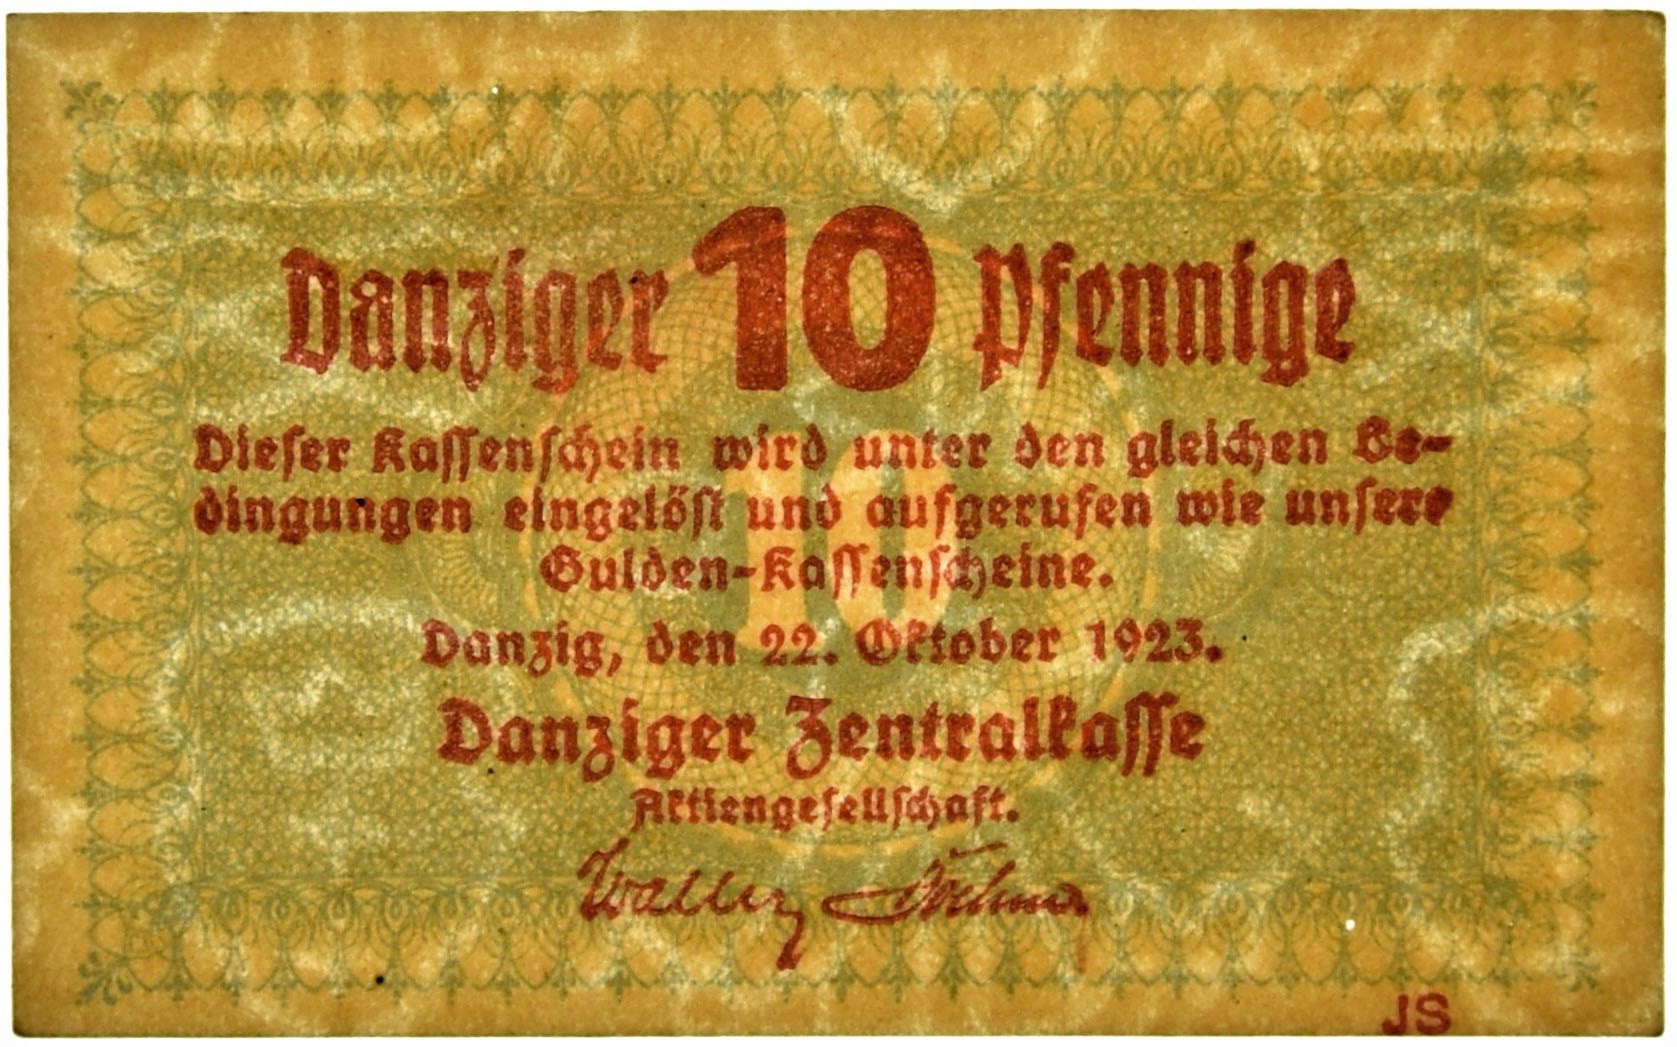 Danziger 10 Pfennige
Dieser Kassenschein wird unter den gleichen Be-
dingungen eingelöst und aufgerufen wie unsere
Gulden-Kassenscheine.
10
Danzig, den 22. Oktober 1923.
Danziger Zentralkasse
Aktiengesellschaft.
JS